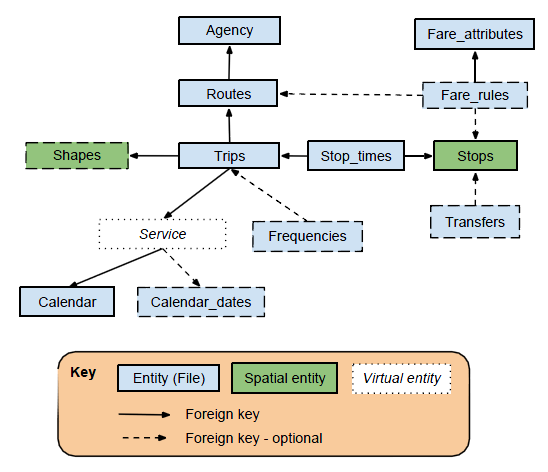 Agency
Fare_attributes
Routes
Fare_rules
Shapes
Trips
Stop_times
Stops
Service
Frequencies
Transfers
Calendar
Calendar_dates
Key
Entity (File)
Spatial entity
Virtual entity
Foreign key
Foreign key - optional